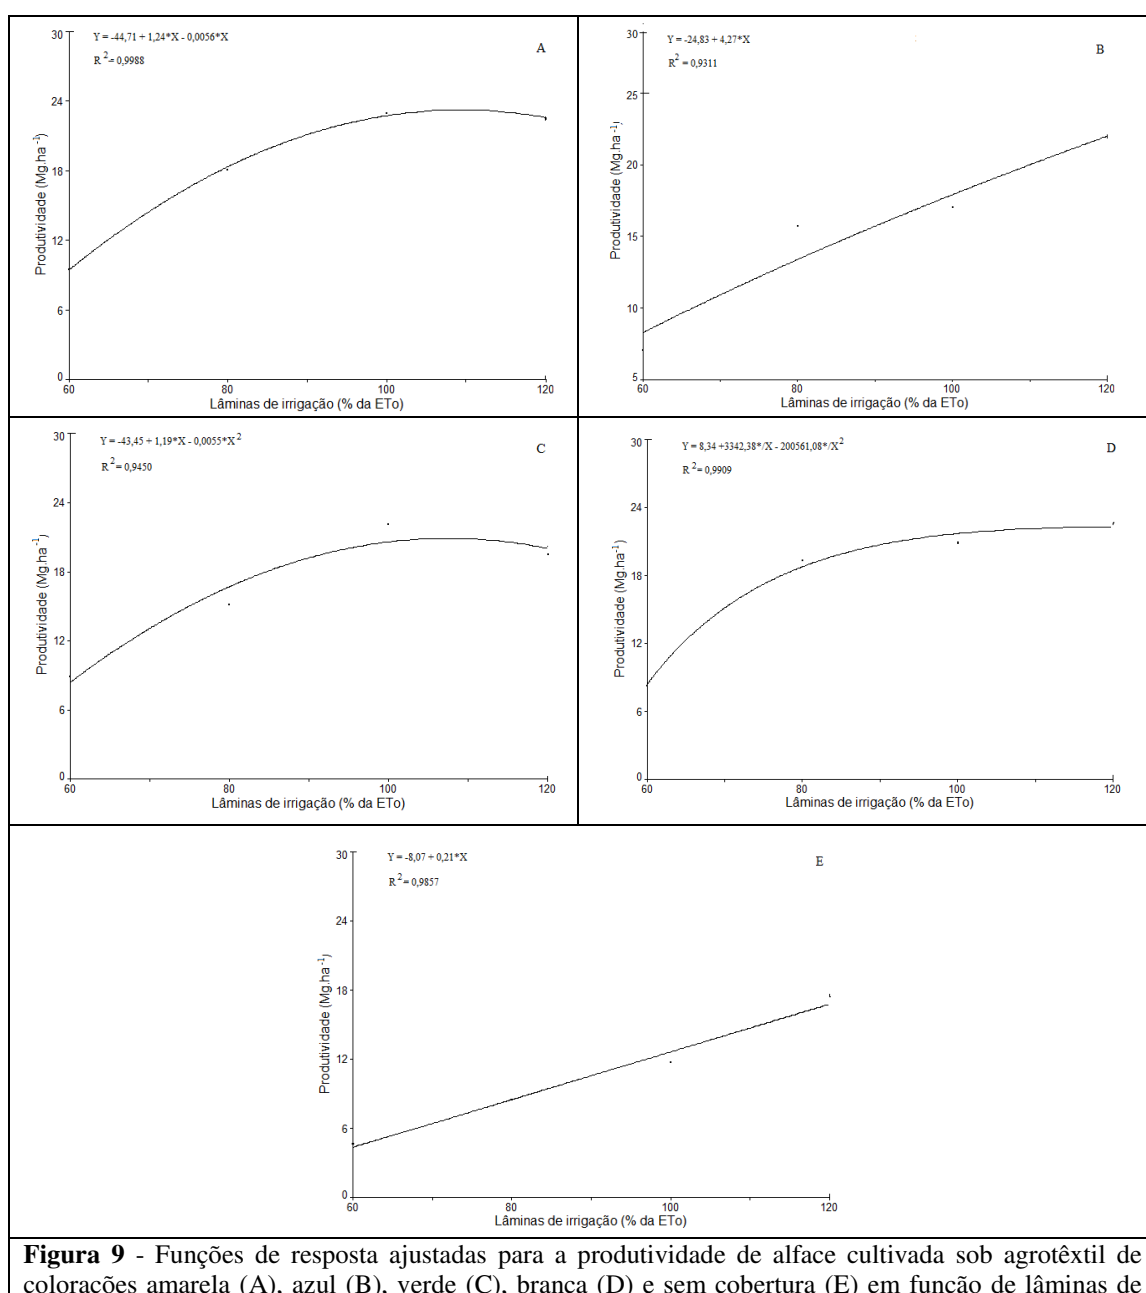 Y = -44,71 + 1,24*X - 0,0056*X
R² = 0,9988
A
30
24
18
12
6
0
60
80
100
120
Produtividade (Mg.ha⁻¹)
Lâminas de irrigação (% da ETo)
Y = -24,83 + 4,27*X
R² = 0,9311
B
30
25
20
15
10
5
60
80
100
120
Produtividade (Mg.ha⁻¹)
Lâminas de irrigação (% da ETo)
Y = -43,45 + 1,19*X - 0,0055*X²
R² = 0,9450
C
30
24
18
12
6
0
60
80
100
120
Produtividade (Mg.ha⁻¹)
Lâminas de irrigação (% da ETo)
Y = 8,34 +3342,38*/X - 200561,08*/X²
R² = 0,9909
D
30
24
18
12
6
0
60
80
100
120
Produtividade (Mg.ha⁻¹)
Lâminas de irrigação (% da ETo)
Y = -8,07 + 0,21*X
R² = 0,9857
E
30
24
18
12
6
0
60
80
100
120
Produtividade (Mg.ha⁻¹)
Lâminas de irrigação (% da ETo)
Figura 9 - Funções de resposta ajustadas para a produtividade de alface cultivada sob agrotêxtil de
colorações amarela (A), azul (B), verde (C), branca (D) e sem cobertura (E) em função de lâminas de